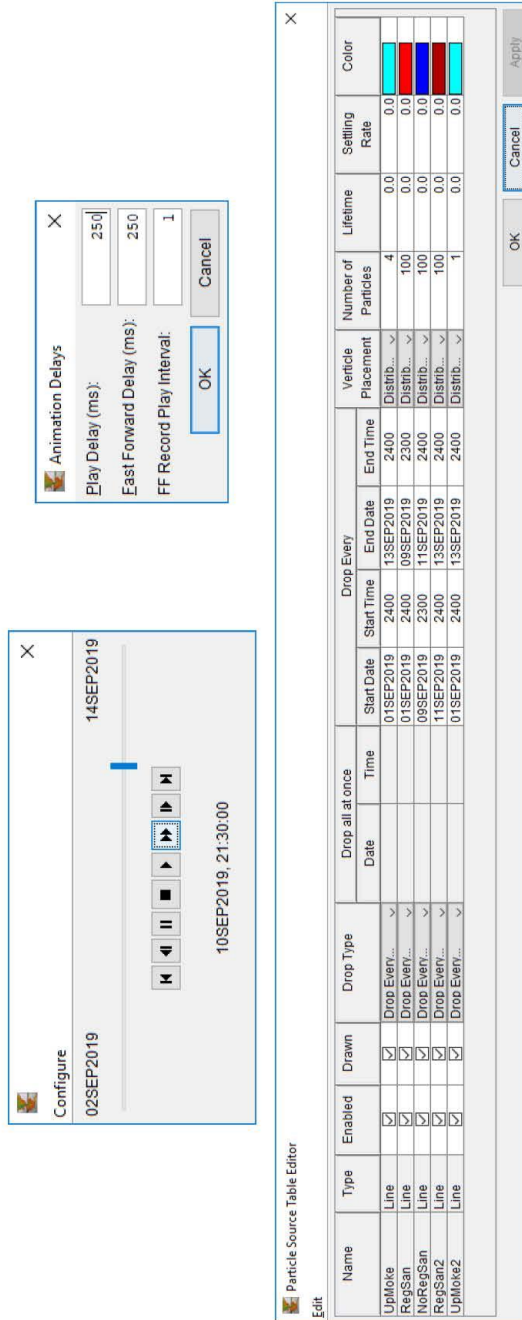 Configure
02SEP2019 14SEP2019
10SEP2019, 21:30:00
Animation Delays
Play Delay (ms): 250
Fast Forward Delay (ms): 250
FF Record Play Interval: 1
OK Cancel
Particle Source Table Editor
Edit
Name Type Enabled Drawn Drop Type Drop all at once Drop Every Verticle Placement Number of Particles Lifetime Settling Rate Color
Date Time Start Date Start Time End Date End Time
UpMoke Line Drop Every... 01SEP2019 2400 13SEP2019 2400 Distrib... 4 0.0 0.0
RegSan Line Drop Every... 01SEP2019 2400 09SEP2019 2300 Distrib... 100 0.0 0.0
NoRegSan Line Drop Every... 09SEP2019 2300 11SEP2019 2400 Distrib... 100 0.0 0.0
RegSan2 Line Drop Every... 11SEP2019 2400 13SEP2019 2400 Distrib... 100 0.0 0.0
UpMoke2 Line Drop Every... 01SEP2019 2400 13SEP2019 2400 Distrib... 1 0.0 0.0
OK Cancel Apply